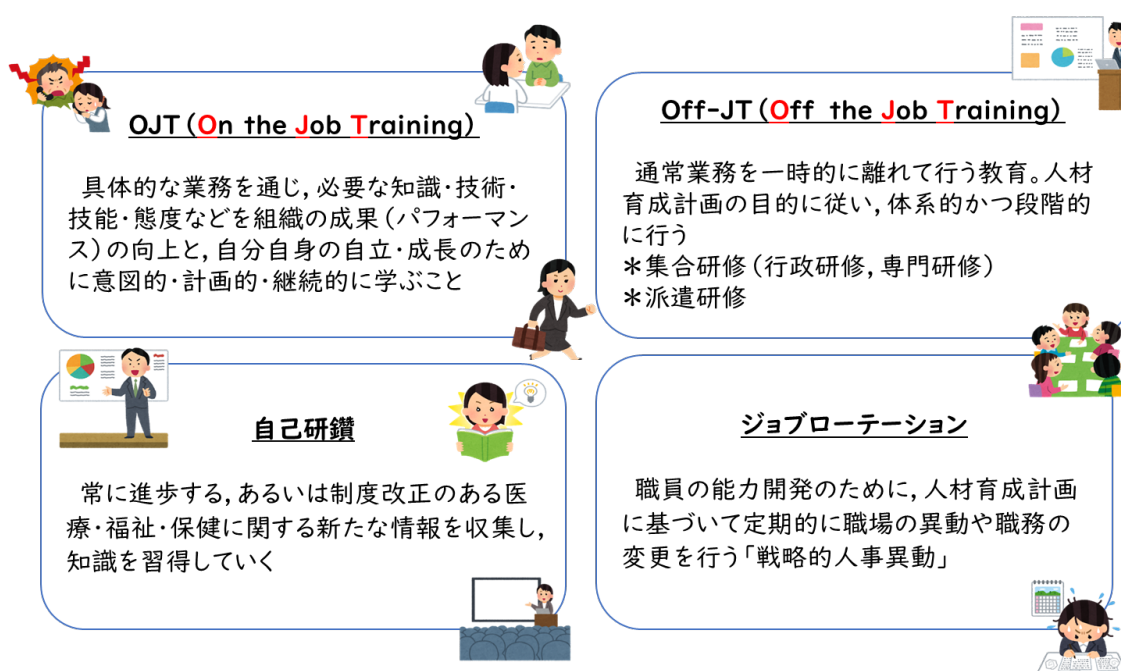 OJT(On the Job Training)
具体的な業務を通じ,必要な知識・技術・
技能・態度などを組織の成果(パフォーマン
ス)の向上と,自分自身の自立・成長のため
に意図的・計画的・継続的に学ぶこと
Off-JT(Off the Job Training)
通常業務を一時的に離れて行う教育。人材
育成計画の目的に従い,体系的かつ段階的
に行う
*集合研修(行政研修,専門研修)
*派遣研修
自己研鑽
常に進歩する,あるいは制度改正のある医
療・福祉・保健に関する新たな情報を収集し,
知識を習得していく
ジョブローテーション
職員の能力開発のために,人材育成計画
に基づいて定期的に職場の異動や職務の
変更を行う「戦略的人事異動」